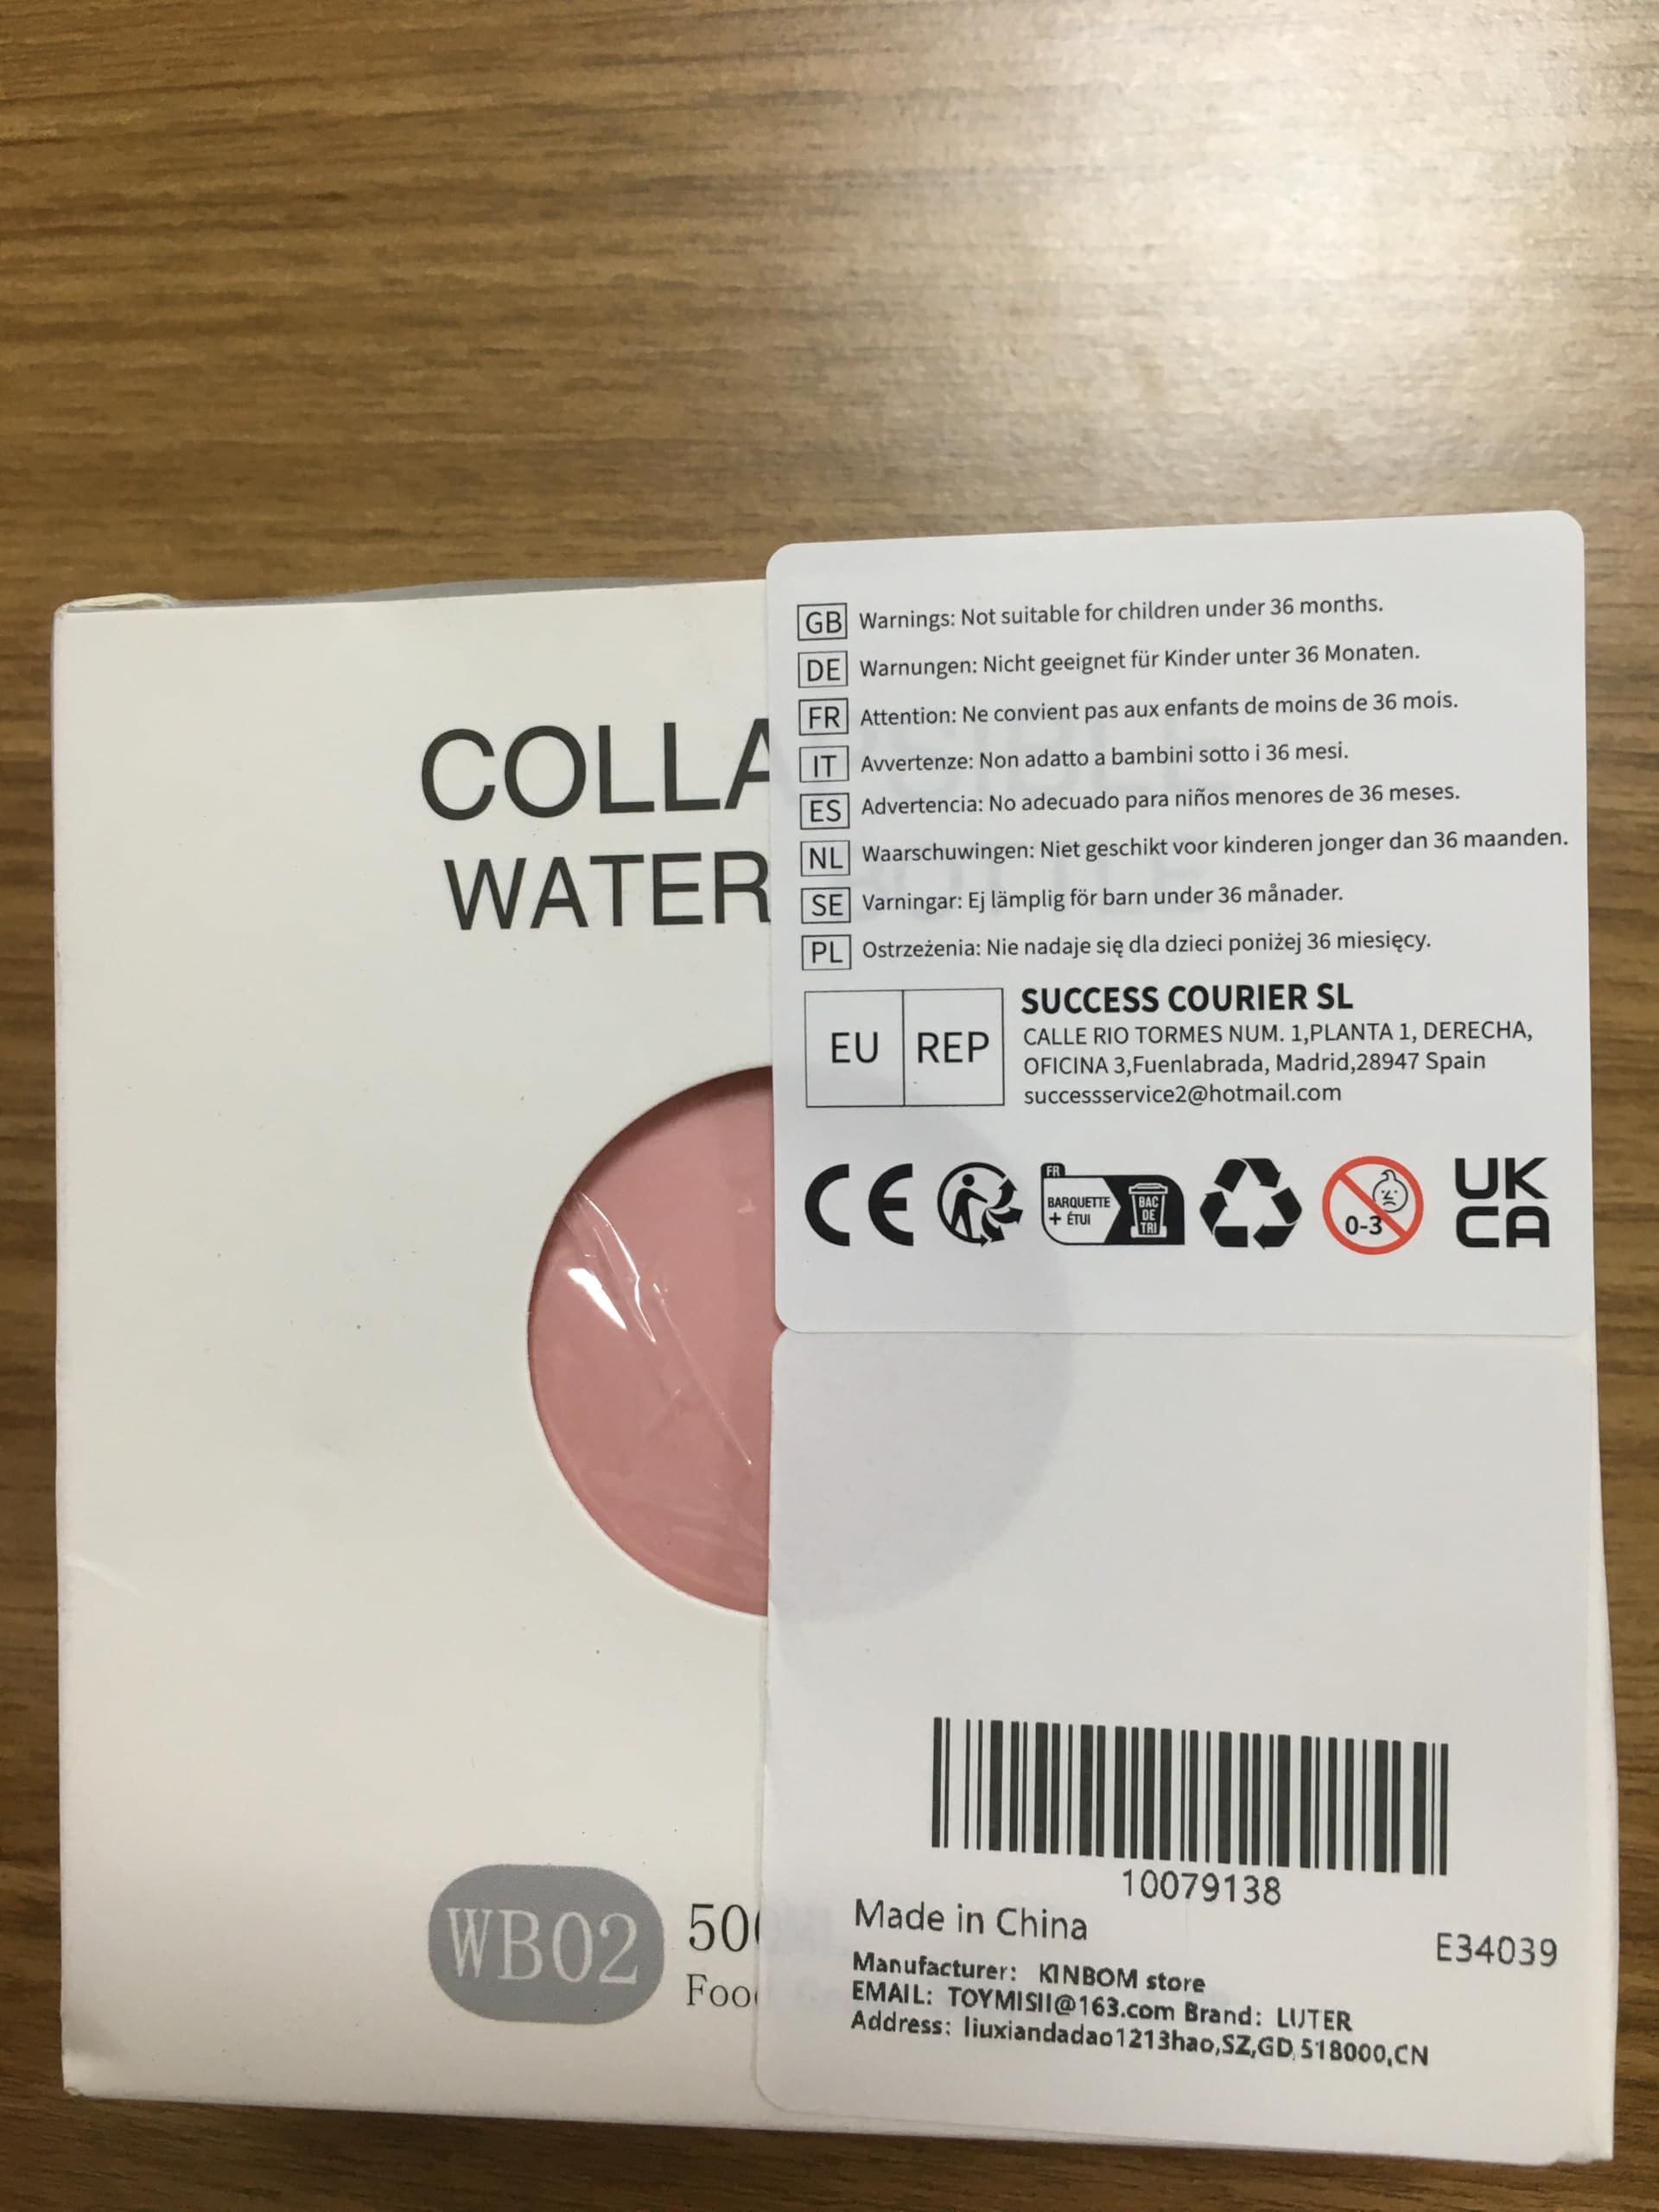 COLLA
WATER
GB Warnings: Not suitable for children under 36 months.
DE Warnungen: Nicht geeignet für Kinder unter 36 Monaten.
FR Attention: Ne convient pas aux enfants de moins de 36 mois.
IT Avvertenze: Non adatto a bambini sotto i 36 mesi.
ES Advertencia: No adecuado para niños menores de 36 meses.
NL Waarschuwingen: Niet geschikt voor kinderen jonger dan 36 maanden.
SE Varningar: Ej lämplig för barn under 36 månader.
PL Ostrzeżenia: Nie nadaje się dla dzieci poniżej 36 miesięcy.
EU REP
SUCCESS COURIER SL
CALLE RIO TORMES NUM. 1,PLANTA 1, DERECHA,
OFICINA 3,Fuenlabrada, Madrid,28947 Spain
successservice2@hotmail.com
CE
FR
BARQUETTE
+ ÉTUI
BAC
DE
TRI
0-3
UK
CA
10079138
Made in China
E34039
Manufacturer: KINBOM store
EMAIL: TOYMISII@163.com Brand: LUTER
Address: liuxiandadao1213hao,SZ,GD,518000,CN
WB02
50
Foo